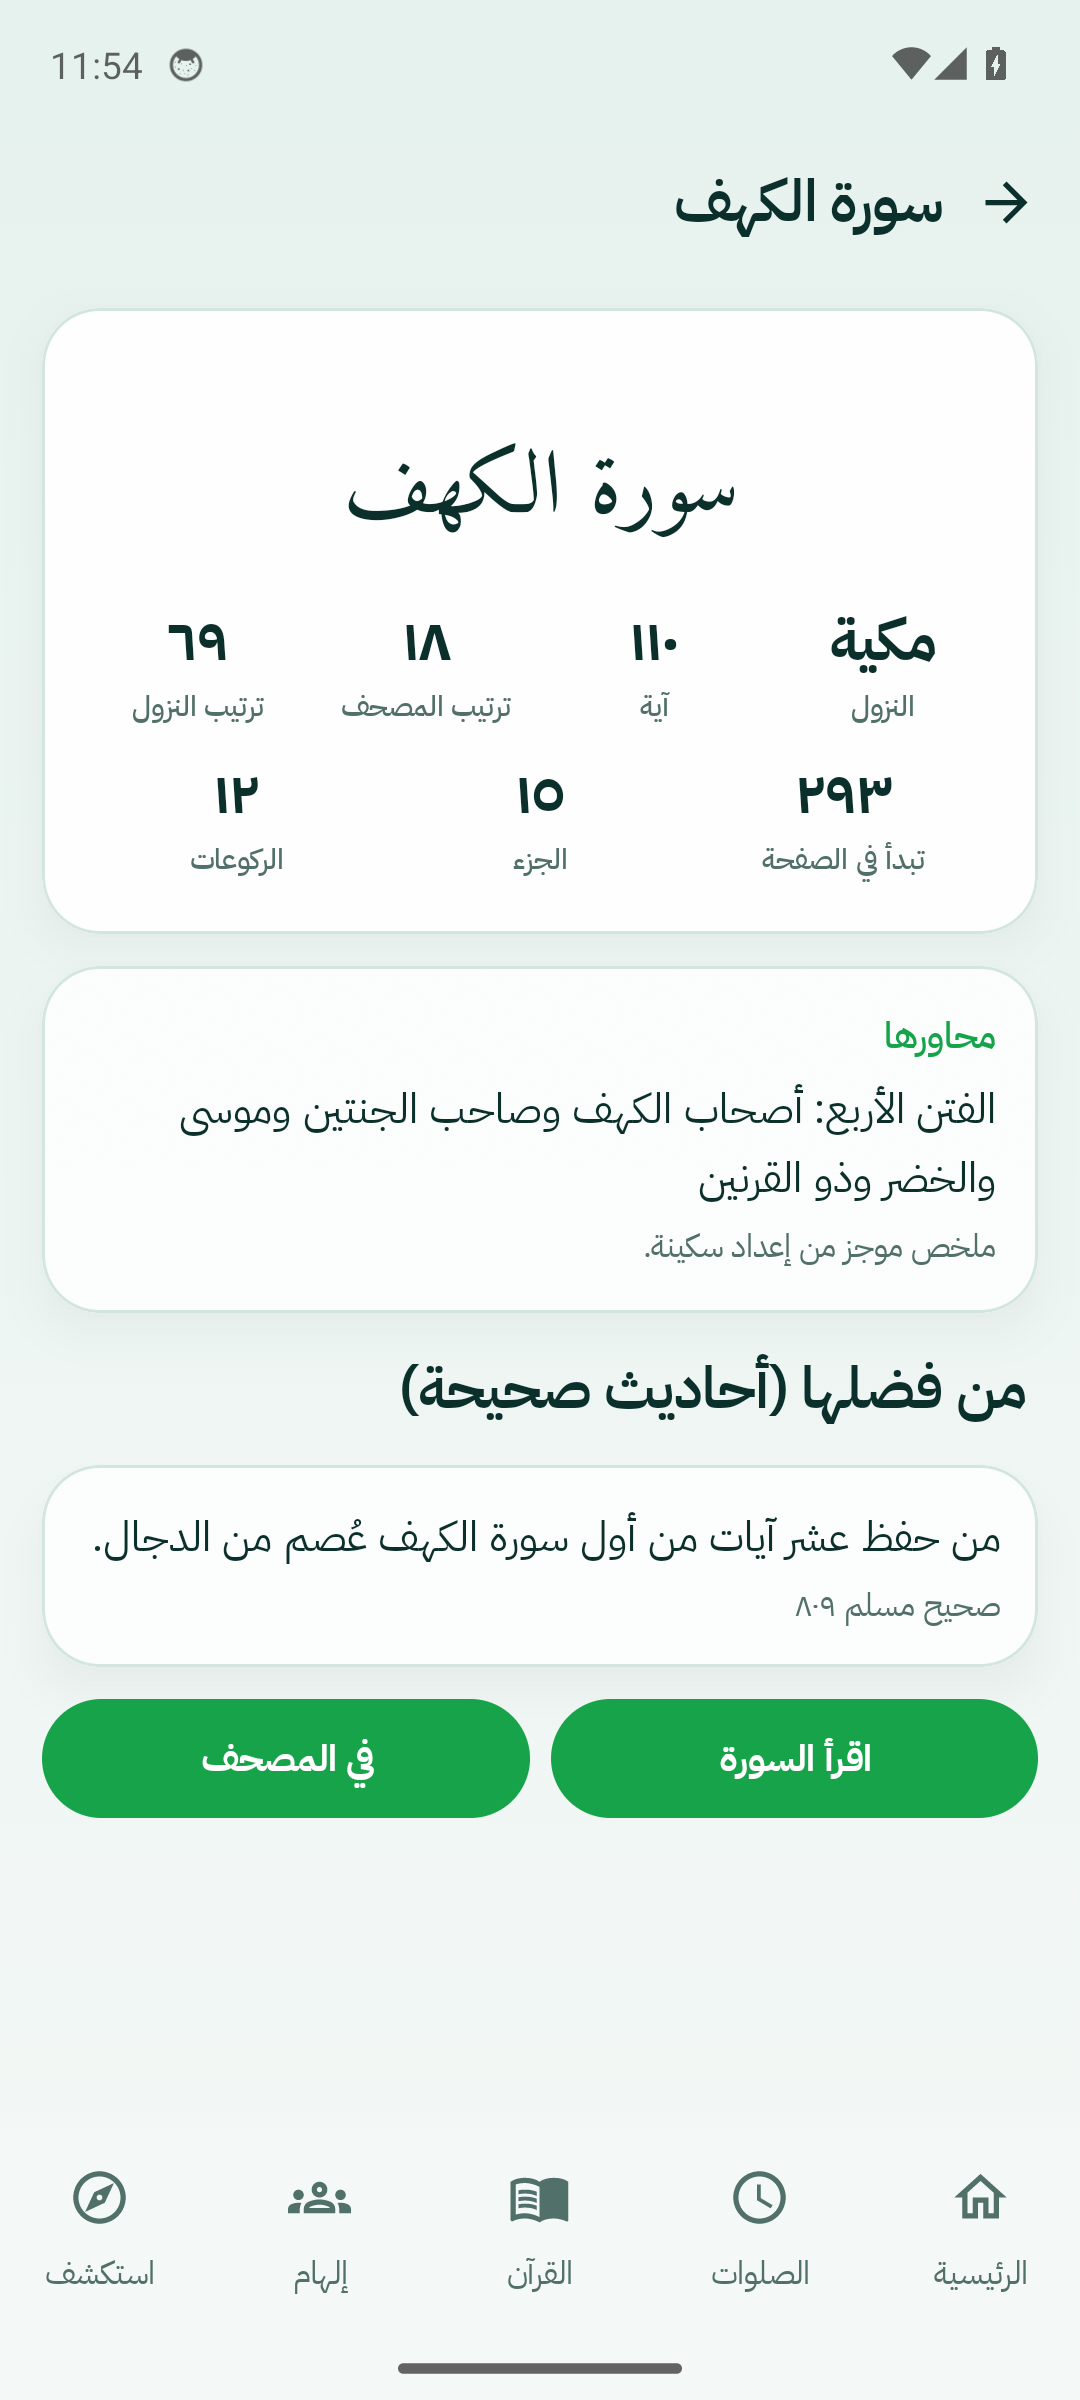 11:54
سورة الكهف
سورة الكهف
مكية ١١٠ ١٨ ٦٩
النزول آية ترتيب المصحف ترتيب النزول
٢٩٣ ١٥ ١٢
تبدأ في الصفحة الجزء الركوعات
محاورها
الفتن الأربع: أصحاب الكهف وصاحب الجنتين وموسى
والخضر وذو القرنين
ملخص موجز من إعداد سكينة.
من فضلها (أحاديث صحيحة)
من حفظ عشر آيات من أول سورة الكهف عُصم من الدجال.
صحيح مسلم ٨٠٩
اقرأ السورة في المصحف
الرئيسية الصلوات القرآن إلهام استكشف